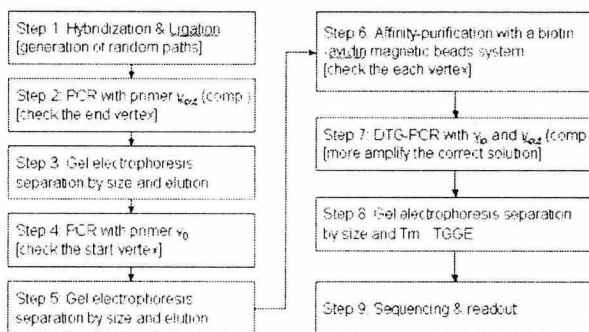 Step 1: Hybridization & Ligation
[generation of random paths]
Step 2: PCR with primer v_out (comp.)
[check the end vertex]
Step 3: Gel electrophoresis
separation by size and elution
Step 4: PCR with primer
[check the start vertex]
Step 5: Gel electrophoresis
separation by size and elution
Step 6: Affinity-purification with a biotin
-avidin magnetic beads system
[check the each vertex]
Step 7: DTG-PCR with and v_out (comp
[more amplify the correct solution]
Step 8: Gel electrophoresis separation
by size and Tm TGGE
Step 9: Sequencing & readout